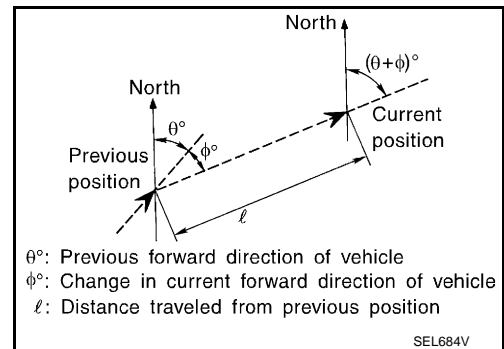 North
(θ+φ)°
North
θ°
φ°
Current
position
Previous
position
ℓ
θ°: Previous forward direction of vehicle
φ°: Change in current forward direction of vehicle
ℓ: Distance traveled from previous position
SEL684V